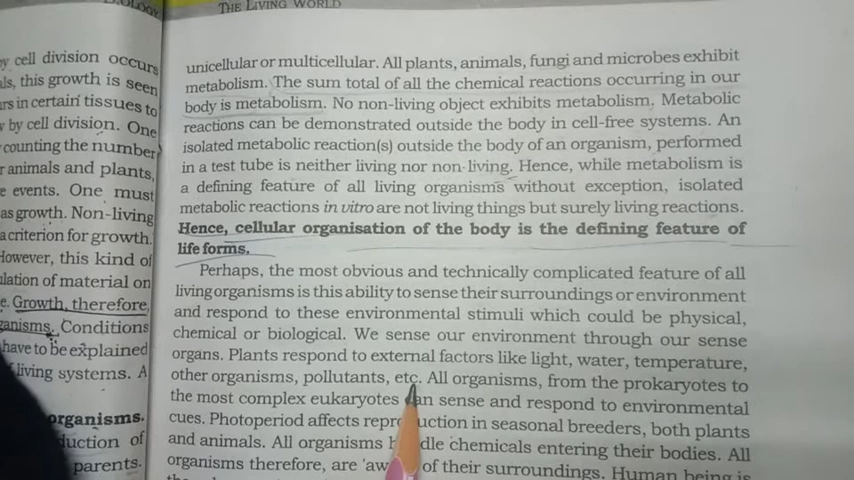 THE LIVING WORLD
by cell division occurs
als, this growth is seen
rs in certain tissues to
by cell division. One
counting the number
r animals and plants,
e events. One must
as growth. Non-living
a criterion for growth.
However, this kind of
ulation of material on
e. Growth, therefore,
ganisms. Conditions
have to be explained
living systems. A
organisms.
duction of
parents.
unicellular or multicellular. All plants, animals, fungi and microbes exhibit
metabolism. The sum total of all the chemical reactions occurring in our
body is metabolism. No non-living object exhibits metabolism. Metabolic
reactions can be demonstrated outside the body in cell-free systems. An
isolated metabolic reaction(s) outside the body of an organism, performed
in a test tube is neither living nor non-living. Hence, while metabolism is
a defining feature of all living organisms without exception, isolated
metabolic reactions in vitro are not living things but surely living reactions.
Hence, cellular organisation of the body is the defining feature of
life forms.
Perhaps, the most obvious and technically complicated feature of all
living organisms is this ability to sense their surroundings or environment
and respond to these environmental stimuli which could be physical,
chemical or biological. We sense our environment through our sense
organs. Plants respond to external factors like light, water, temperature,
other organisms, pollutants, etc. All organisms, from the prokaryotes to
the most complex eukaryotes can sense and respond to environmental
cues. Photoperiod affects reproduction in seasonal breeders, both plants
and animals. All organisms handle chemicals entering their bodies. All
organisms therefore, are 'aw of their surroundings. Human being is